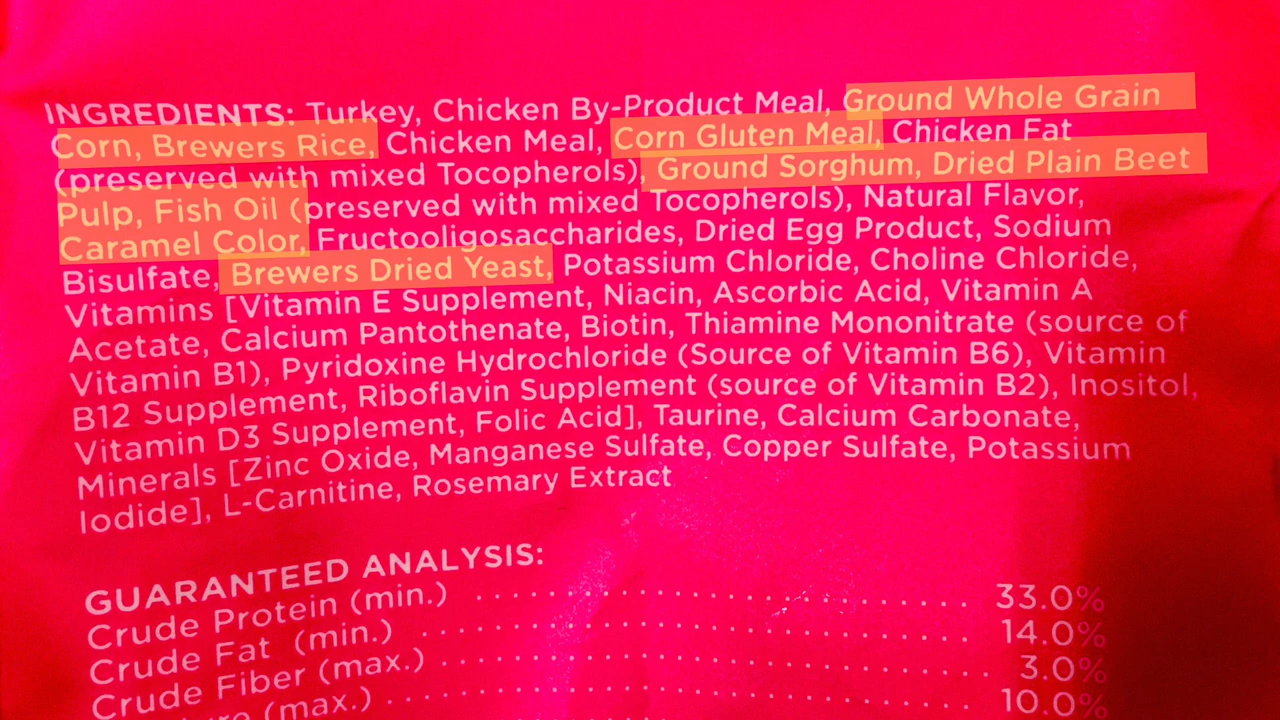 INGREDIENTS: Turkey, Chicken By-Product Meal, Ground Whole Grain
Corn, Brewers Rice, Chicken Meal, Corn Gluten Meal, Chicken Fat
(preserved with mixed Tocopherols), Ground Sorghum, Dried Plain Beet
Pulp, Fish Oil (preserved with mixed Tocopherols), Natural Flavor,
Caramel Color, Fructooligosaccharides, Dried Egg Product, Sodium
Bisulfate, Brewers Dried Yeast, Potassium Chloride, Choline Chloride,
Vitamins [Vitamin E Supplement, Niacin, Ascorbic Acid, Vitamin A
Acetate, Calcium Pantothenate, Biotin, Thiamine Mononitrate (source of
Vitamin B1), Pyridoxine Hydrochloride (Source of Vitamin B6), Vitamin
B12 Supplement, Riboflavin Supplement (source of Vitamin B2), Inositol,
Vitamin D3 Supplement, Folic Acid], Taurine, Calcium Carbonate,
Minerals [Zinc Oxide, Manganese Sulfate, Copper Sulfate, Potassium
Iodide], L-Carnitine, Rosemary Extract
GUARANTEED ANALYSIS:
Crude Protein (min.) 33.0%
Crude Fat (min.) 14.0%
Crude Fiber (max.) 3.0%
(max.) 10.0%